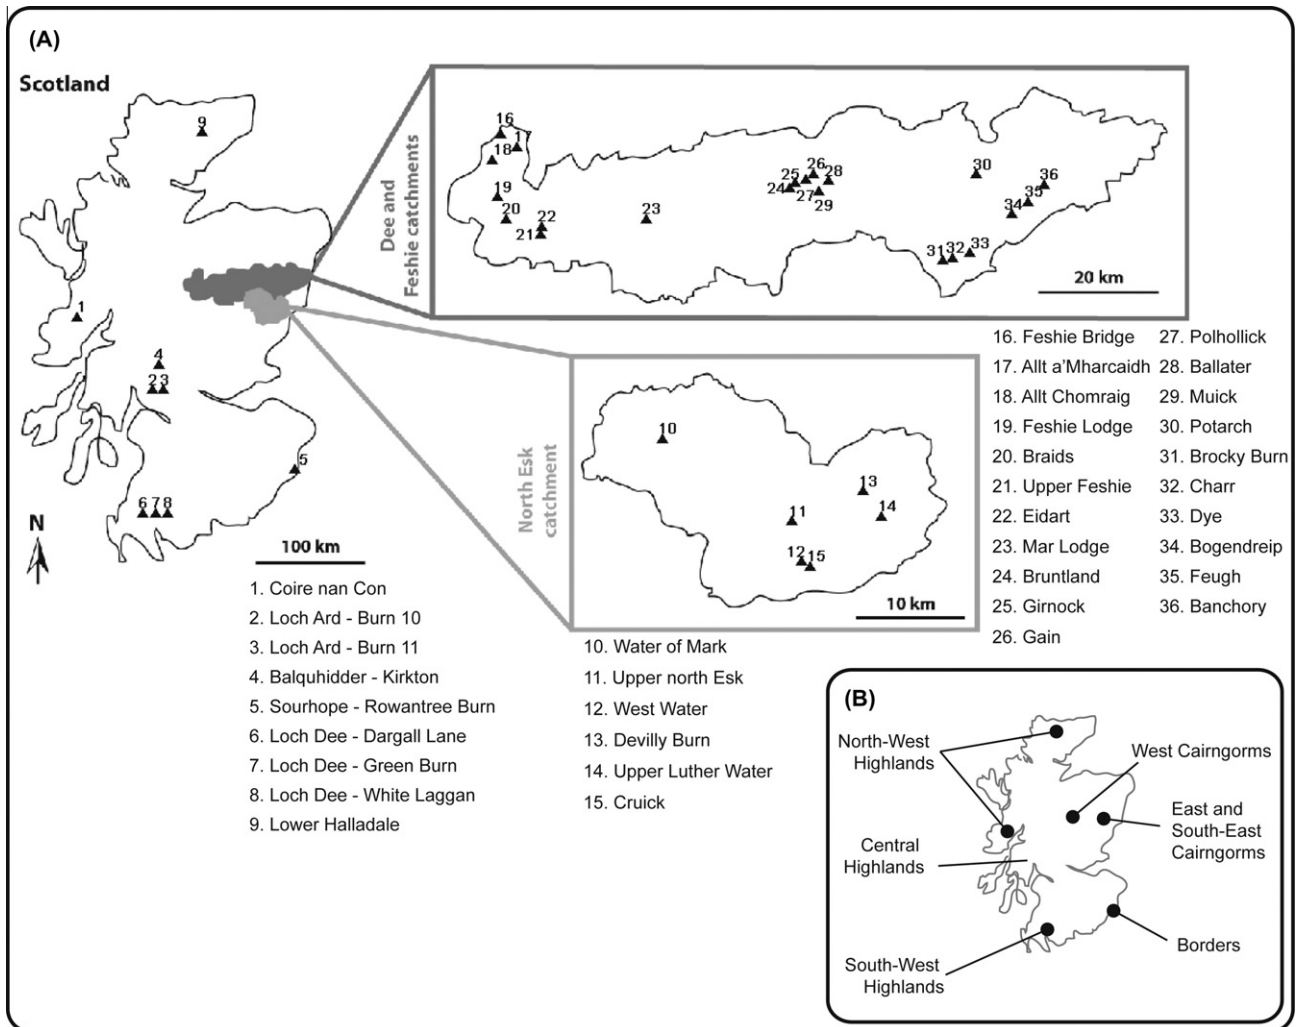 (A)
Scotland
9
1
4
2 3
5
6 7 8
N
100 km
Dee and
Feshie catchments
16
17
18
19
20
22
21
23
26
25
28
24
27
29
30
36
35
34
31 32 33
20 km
North Esk
catchment
10
13
14
11
12 15
10 km
1. Coire nan Con
2. Loch Ard - Burn 10
3. Loch Ard - Burn 11
4. Balquhidder - Kirkton
5. Sourhope - Rowantree Burn
6. Loch Dee - Dargall Lane
7. Loch Dee - Green Burn
8. Loch Dee - White Laggan
9. Lower Halladale
10. Water of Mark
11. Upper north Esk
12. West Water
13. Devilly Burn
14. Upper Luther Water
15. Cruick
16. Feshie Bridge
17. Allt a’Mharcaidh
18. Allt Chomraig
19. Feshie Lodge
20. Braids
21. Upper Feshie
22. Eidart
23. Mar Lodge
24. Bruntland
25. Girnock
26. Gain
27. Polhollick
28. Ballater
29. Muick
30. Potarch
31. Brocky Burn
32. Charr
33. Dye
34. Bogendreip
35. Feugh
36. Banchory
(B)
North-West
Highlands
West Cairngorms
East and
South-East
Cairngorms
Central
Highlands
Borders
South-West
Highlands